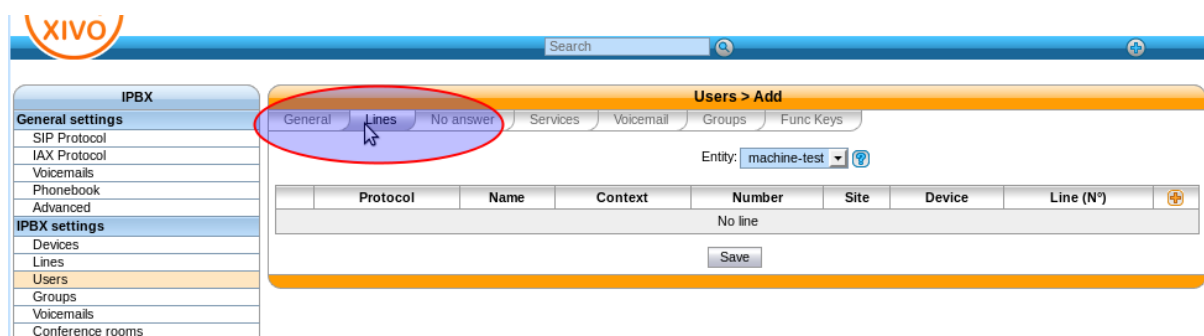 XIVO
Search
IPBX
General settings
SIP Protocol
IAX Protocol
Voicemails
Phonebook
Advanced
IPBX settings
Devices
Lines
Users
Groups
Voicemails
Conference rooms
Users > Add
General Lines No answer Services Voicemail Groups Func Keys
Entity: machine-test ?
Protocol Name Context Number Site Device Line (N°)
No line
Save